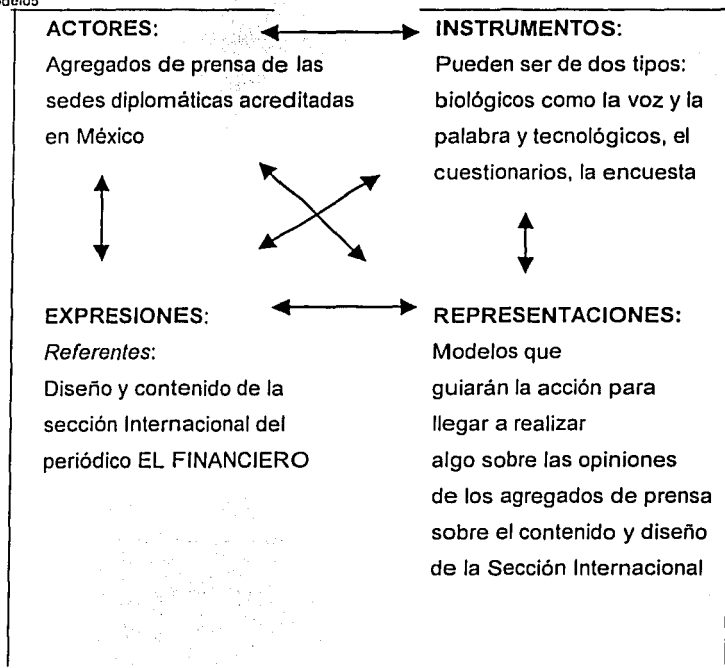 ACTORES:
Agregados de prensa de las
sedes diplomáticas acreditadas
en México
INSTRUMENTOS:
Pueden ser de dos tipos:
biológicos como la voz y la
palabra y tecnológicos, el
cuestionarios, la encuesta
EXPRESIONES:
Referentes:
Diseño y contenido de la
sección Internacional del
periódico EL FINANCIERO
REPRESENTACIONES:
Modelos que
guiarán la acción para
llegar a realizar
algo sobre las opiniones
de los agregados de prensa
sobre el contenido y diseño
de la Sección Internacional